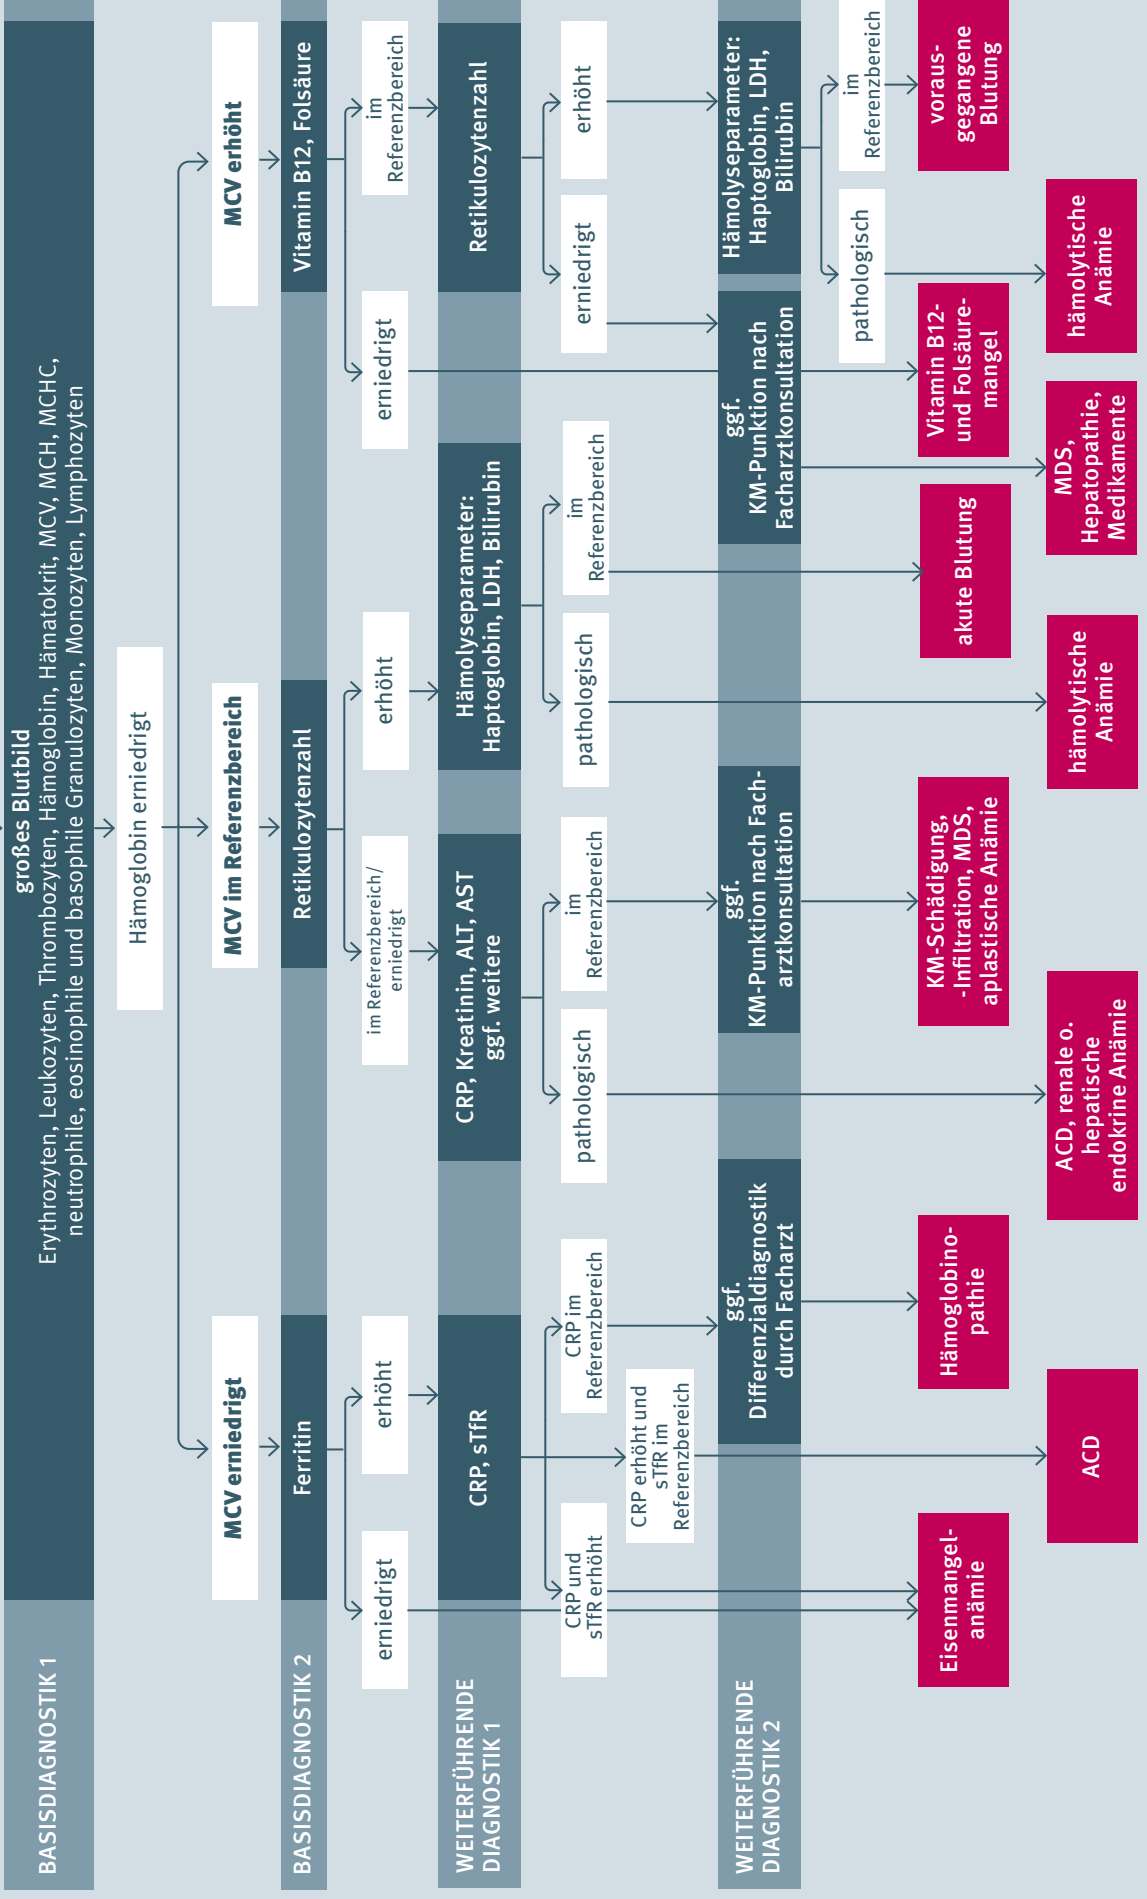 BASISDIAGNOSTIK 1
großes Blutbild
Erythrozyten, Leukozyten, Thrombozyten, Hämoglobin, Hämatokrit, MCV, MCH, MCHC,
neutrophile, eosinophile und basophile Granulozyten, Monozyten, Lymphozyten
Hämoglobin erniedrigt
MCV erniedrigt
MCV im Referenzbereich
MCV erhöht
BASISDIAGNOSTIK 2
Ferritin
Retikulozytenzahl
Vitamin B12, Folsäure
erniedrigt
erhöht
im Referenzbereich/
erniedrigt
erhöht
erniedrigt
im
Referenzbereich
WEITERFÜHRENDE
DIAGNOSTIK 1
CRP, sTfR
CRP, Kreatinin, ALT, AST
ggf. weitere
Hämolyseparameter:
Haptoglobin, LDH, Bilirubin
Retikulozytenzahl
CRP und
sTfR erhöht
CRP erhöht und
sTfR im
Referenzbereich
CRP im
Referenzbereich
pathologisch
im
Referenzbereich
pathologisch
im
Referenzbereich
erniedrigt
erhöht
WEITERFÜHRENDE
DIAGNOSTIK 2
ggf.
Differenzialdiagnostik
durch Facharzt
ggf.
KM-Punktion nach Fach-
arztkonsultation
ggf.
KM-Punktion nach
Facharztkonsultation
Hämolyseparameter:
Haptoglobin, LDH,
Bilirubin
pathologisch
im
Referenzbereich
Eisenmangel-
anämie
ACD
Hämoglobino-
pathie
ACD, renale o.
hepatische
endokrine Anämie
KM-Schädigung,
-Infiltration, MDS,
aplastische Anämie
hämolytische
Anämie
akute Blutung
MDS,
Hepatopathie,
Medikamente
Vitamin B12-
und Folsäure-
mangel
hämolytische
Anämie
voraus-
gegangene
Blutung